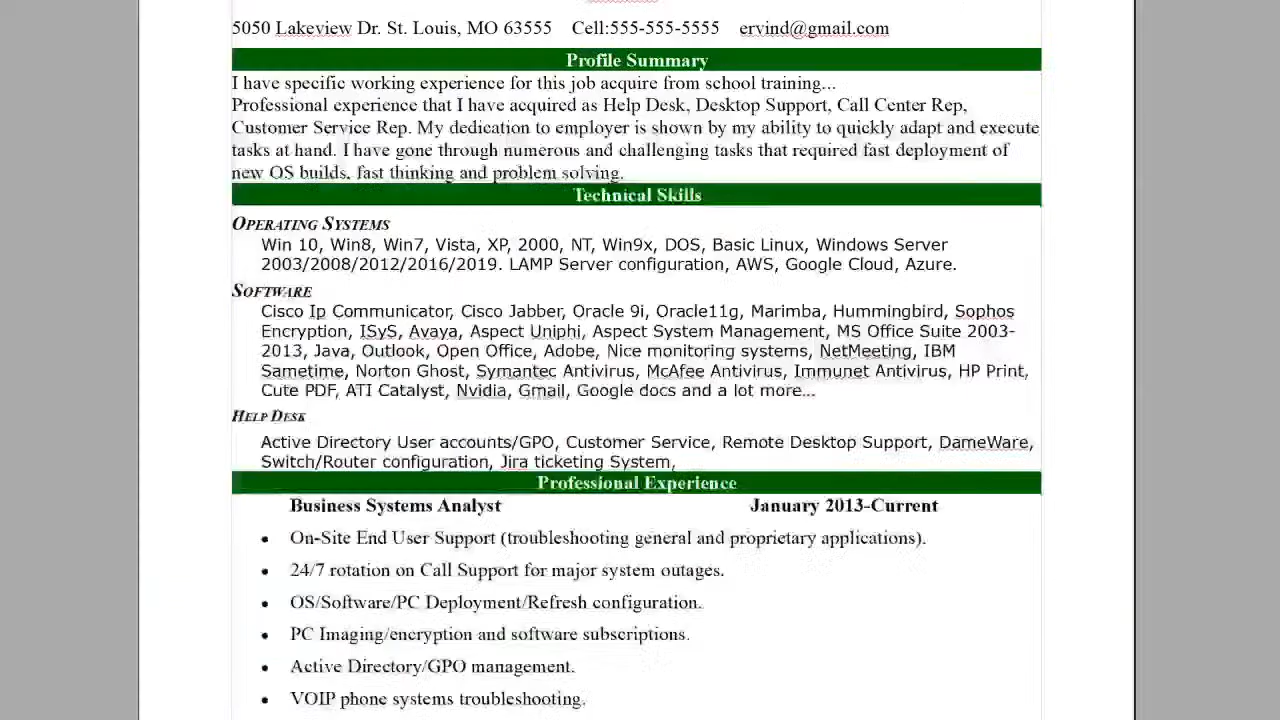 5050 Lakeview Dr. St. Louis, MO 63555 Cell:555-555-5555 ervind@gmail.com
Profile Summary
I have specific working experience for this job acquire from school training...
Professional experience that I have acquired as Help Desk, Desktop Support, Call Center Rep,
Customer Service Rep. My dedication to employer is shown by my ability to quickly adapt and execute
tasks at hand. I have gone through numerous and challenging tasks that required fast deployment of
new OS builds, fast thinking and problem solving.
Technical Skills
OPERATING SYSTEMS
Win 10, Win8, Win7, Vista, XP, 2000, NT, Win9x, DOS, Basic Linux, Windows Server
2003/2008/2012/2016/2019. LAMP Server configuration, AWS, Google Cloud, Azure.
SOFTWARE
Cisco Ip Communicator, Cisco Jabber, Oracle 9i, Oracle11g, Marimba, Hummingbird, Sophos
Encryption, ISyS, Avaya, Aspect Uniphi, Aspect System Management, MS Office Suite 2003-
2013, Java, Outlook, Open Office, Adobe, Nice monitoring systems, NetMeeting, IBM
Sametime, Norton Ghost, Symantec Antivirus, McAfee Antivirus, Immunet Antivirus, HP Print,
Cute PDF, ATI Catalyst, Nvidia, Gmail, Google docs and a lot more...
HELP DESK
Active Directory User accounts/GPO, Customer Service, Remote Desktop Support, DameWare,
Switch/Router configuration, Jira ticketing System,
Professional Experience
Business Systems Analyst January 2013-Current
• On-Site End User Support (troubleshooting general and proprietary applications).
• 24/7 rotation on Call Support for major system outages.
• OS/Software/PC Deployment/Refresh configuration.
• PC Imaging/encryption and software subscriptions.
• Active Directory/GPO management.
• VOIP phone systems troubleshooting.